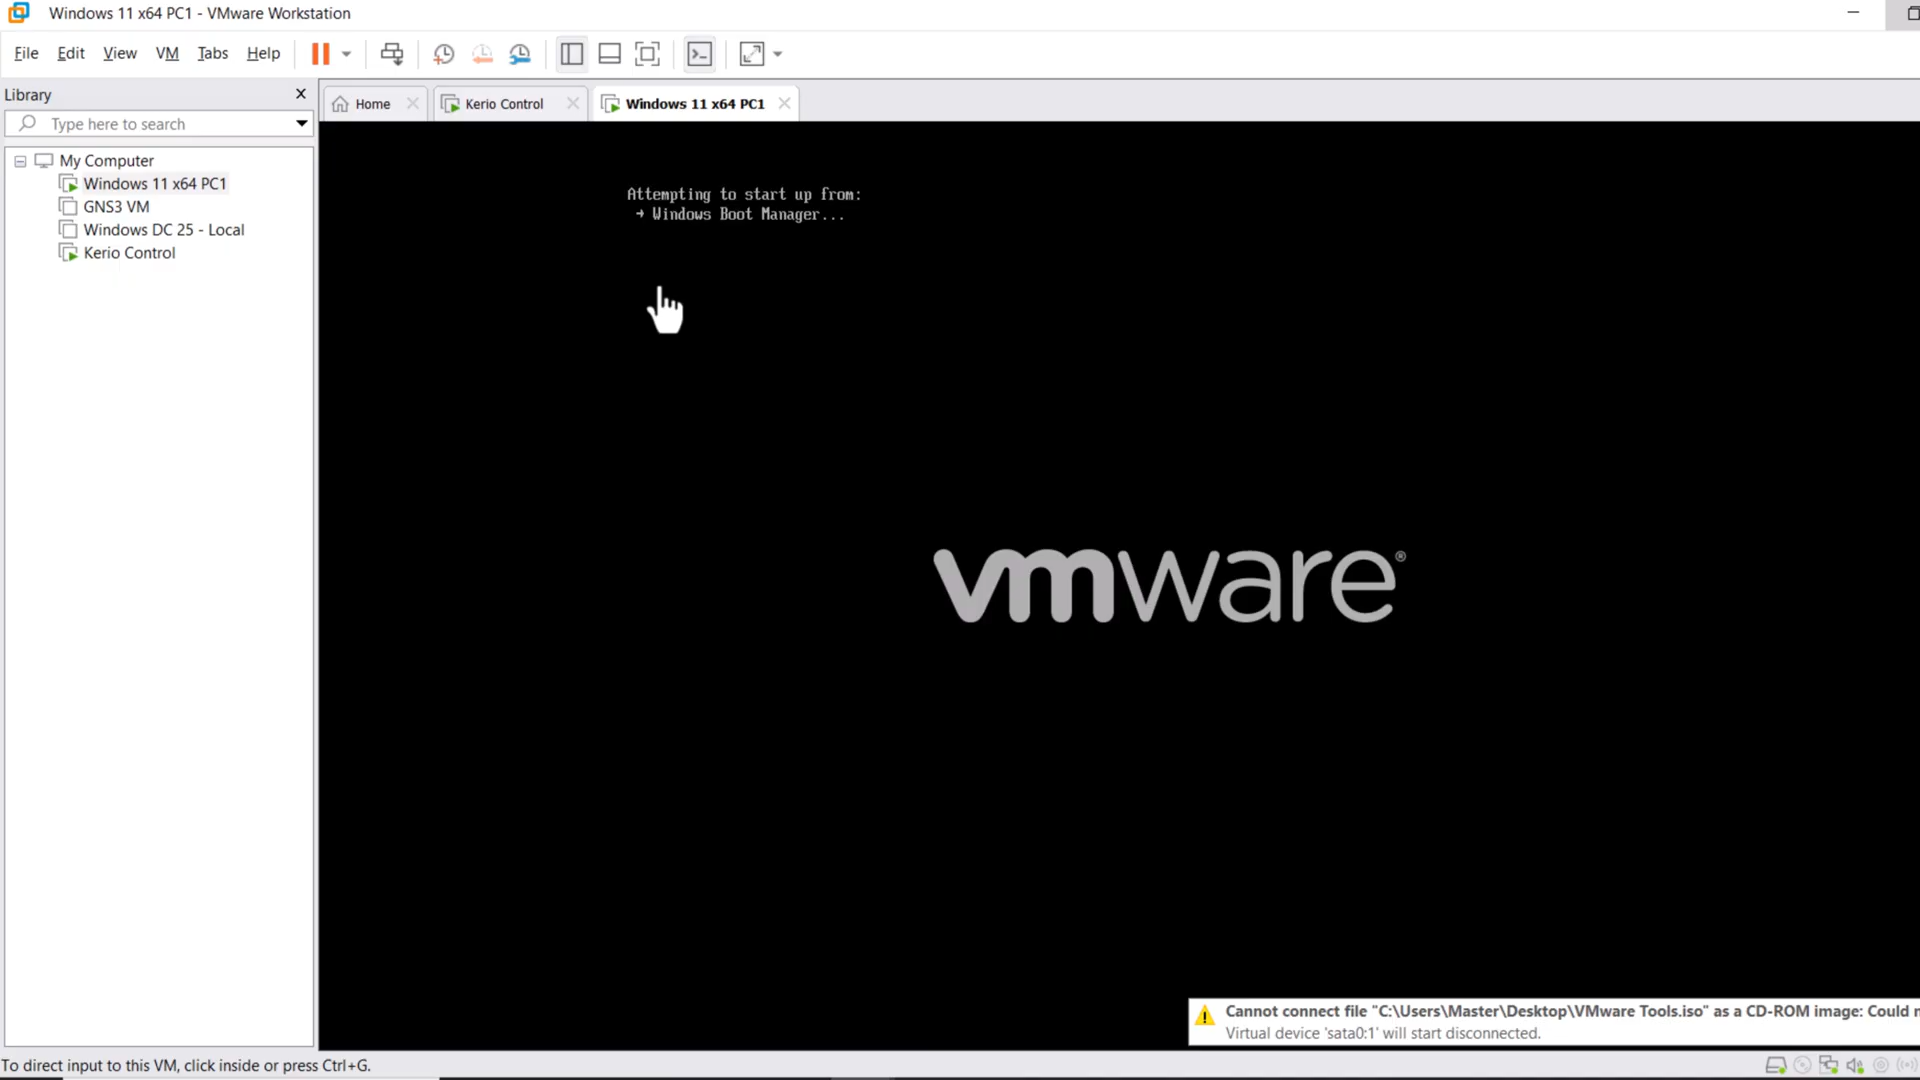 Windows 11 x64 PC1 - VMware Workstation
File Edit View VM Tabs Help
Library
Type here to search
My Computer
Windows 11 x64 PC1
GNS3 VM
Windows DC 25 - Local
Kerio Control
Home
Kerio Control
Windows 11 x64 PC1
Attempting to start up from:
→ Windows Boot Manager...
vmware®
Cannot connect file "C:\Users\Master\Desktop\VMware Tools.iso" as a CD-ROM image: Could
Virtual device 'sata0:1' will start disconnected.
To direct input to this VM, click inside or press Ctrl+G.